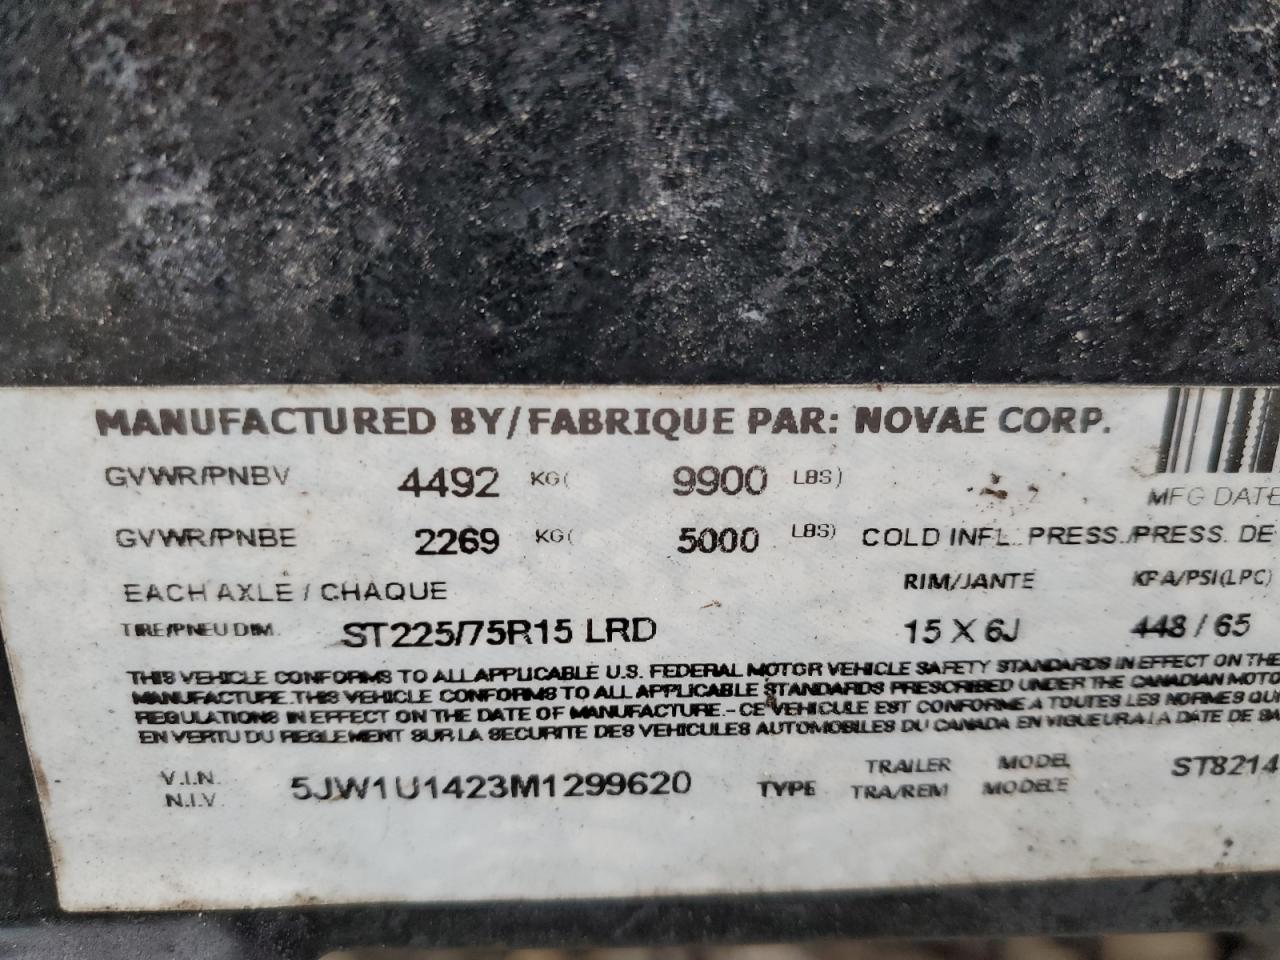 MANUFACTURED BY/FABRIQUE PAR: NOVAE CORP.
GVWR/PNBV 4492 KG( 9900 LBS)
MFG DATE
GVWR/PNBE 2269 KG( 5000 LBS) COLD INFL. PRESS./PRESS. DE
EACH AXLE / CHAQUE RIM/JANTE KPA/PSI(LPC)
TIRE/PNEU DIM. ST225/75R15 LRD 15 X 6J 448 / 65
THIS VEHICLE CONFORMS TO ALL APPLICABLE U.S. FEDERAL MOTOR VEHICLE SAFETY STANDARDS IN EFFECT ON THE
MANUFACTURE. THIS VEHICLE CONFORMS TO ALL APPLICABLE STANDARDS PRESCRIBED UNDER THE CANADIAN MOTO
REGULATIONS IN EFFECT ON THE DATE OF MANUFACTURE. - CE VEHICULE EST CONFORME A TOUTES LES NORMES QU
EN VERTU DU REGLEMENT SUR LA SECURITE DES VEHICULES AUTOMOBILES DU CANADA EN VIGUEUR A LA DATE DE SA
V.I.N. 5JW1U1423M1299620 TYPE TRAILER MODEL ST8214
N.I.V. TRA/REM MODELE